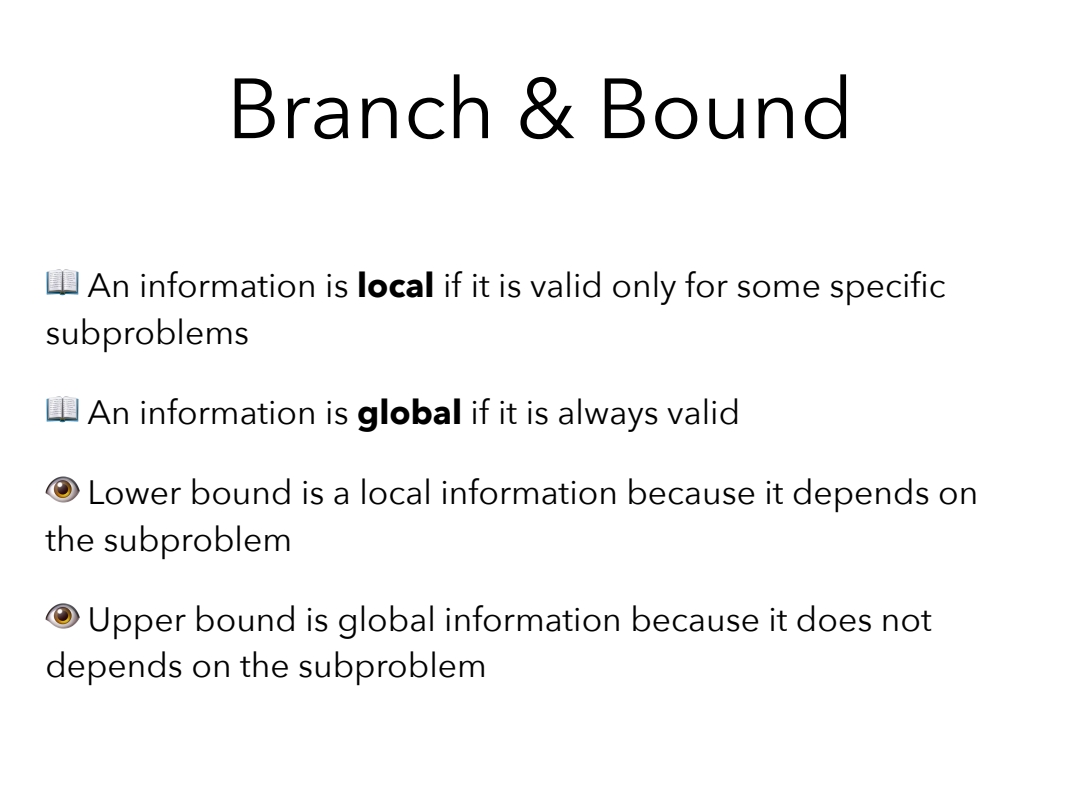 Branch & Bound
📖 An information is local if it is valid only for some specific
subproblems
📖 An information is global if it is always valid
👁 Lower bound is a local information because it depends on
the subproblem
👁 Upper bound is global information because it does not
depends on the subproblem